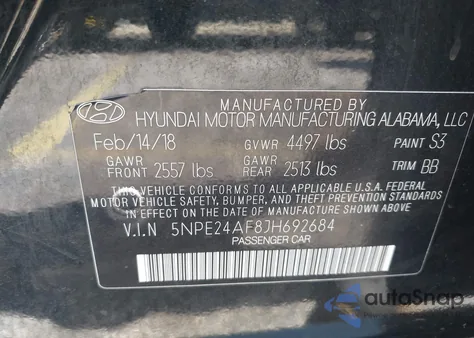 MANUFACTURED BY
HYUNDAI MOTOR MANUFACTURING ALABAMA, LLC
Feb/14/18 GVWR 4497 lbs PAINT S3
GAWR FRONT 2557 lbs GAWR REAR 2513 lbs TRIM BB
THIS VEHICLE CONFORMS TO ALL APPLICABLE U.S.A. FEDERAL
MOTOR VEHICLE SAFETY, BUMPER, AND THEFT PREVENTION STANDARDS
IN EFFECT ON THE DATE OF MANUFACTURE SHOWN ABOVE.
V.I.N 5NPE24AF8JH692684
PASSENGER CAR
autoSnap